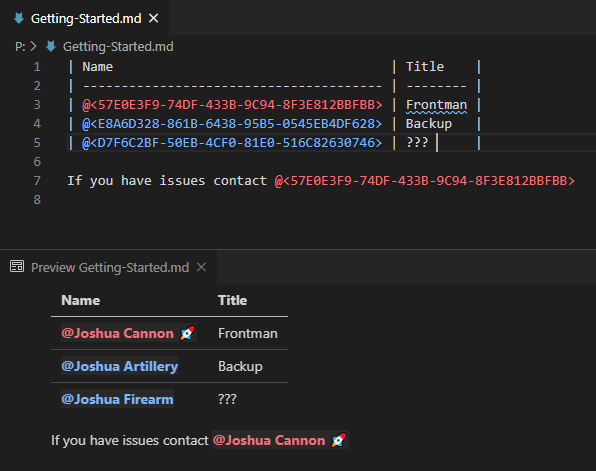 Getting-Started.md ×
P: > Getting-Started.md
1 | Name | Title |
2 | ------------------------------------- | -------- |
3 | @<57E0E3F9-74DF-433B-9C94-8F3E812BBFBB> | Frontman |
4 | @<E8A6D328-861B-6438-95B5-0545EB4DF628> | Backup |
5 | @<D7F6C2BF-50EB-4CF0-81E0-516C82630746> | ??? |
6
7 If you have issues contact @<57E0E3F9-74DF-433B-9C94-8F3E812BBFBB>
8
Preview Getting-Started.md ×
Name Title
@Joshua Cannon 🚀 Frontman
@Joshua Artillery Backup
@Joshua Firearm ???
If you have issues contact @Joshua Cannon 🚀